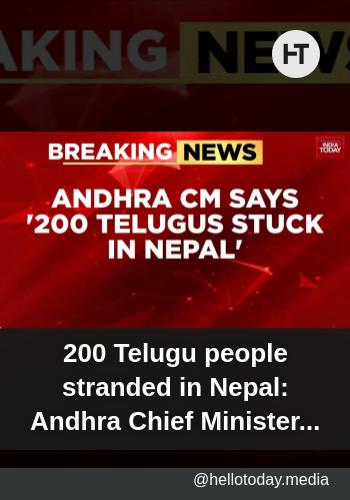 AKING NEWS
HT
BREAKING NEWS
INDIA
TODAY
ANDHRA CM SAYS
'200 TELUGUS STUCK
IN NEPAL'
200 Telugu people
stranded in Nepal:
Andhra Chief Minister...
@hellotoday.media